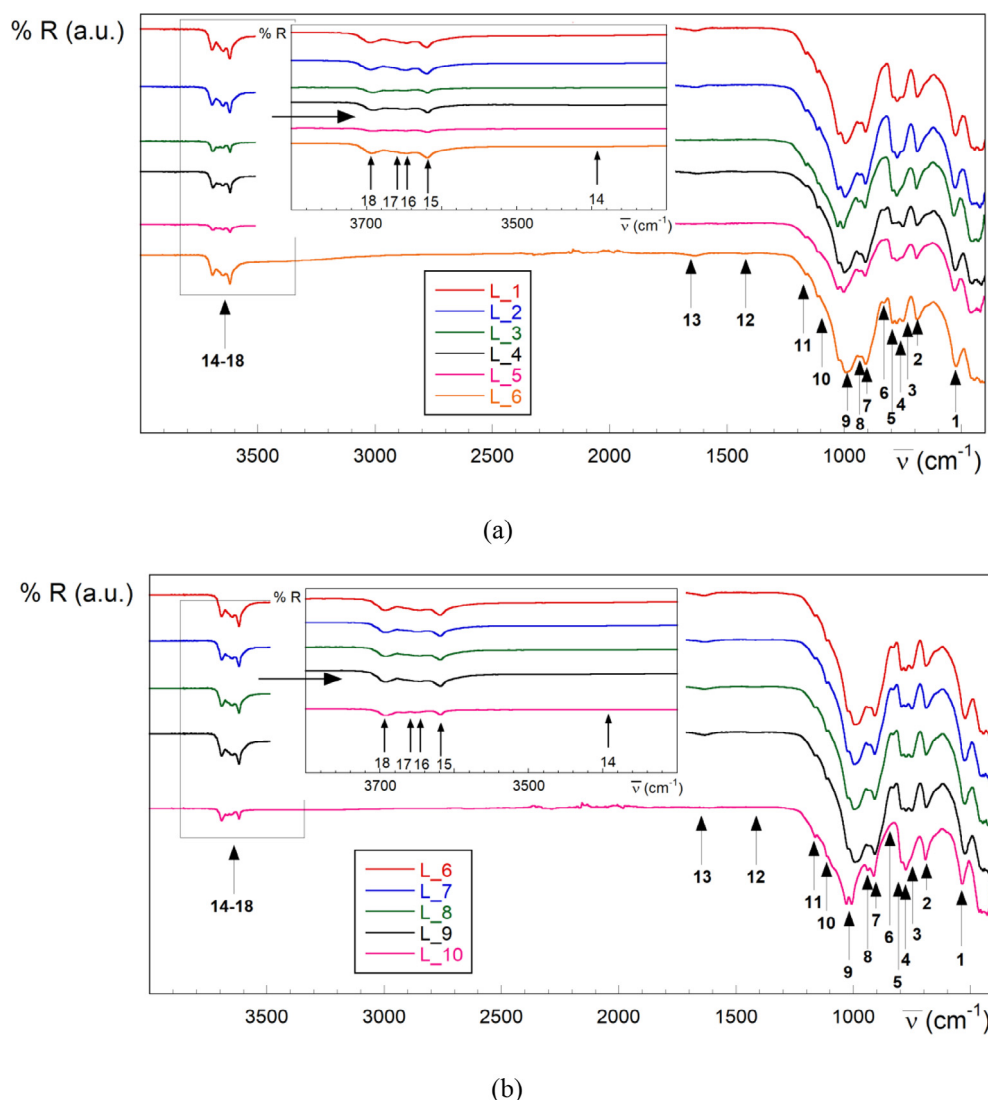 % R (a.u.)
% R
18 17 16 15 14
3700 3500 ν̅ (cm-1)
L_1
L_2
L_3
L_4
L_5
L_6
14-18
13 12 11 10 9 8 7 6 5 4 3 2 1
3500 3000 2500 2000 1500 1000 ν̅ (cm-1)
(a)
% R (a.u.)
% R
18 17 16 15 14
3700 3500 ν̅ (cm-1)
L_6
L_7
L_8
L_9
L_10
14-18
13 12 11 10 9 8 7 6 5 4 3 2 1
3500 3000 2500 2000 1500 1000 ν̅ (cm-1)
(b)